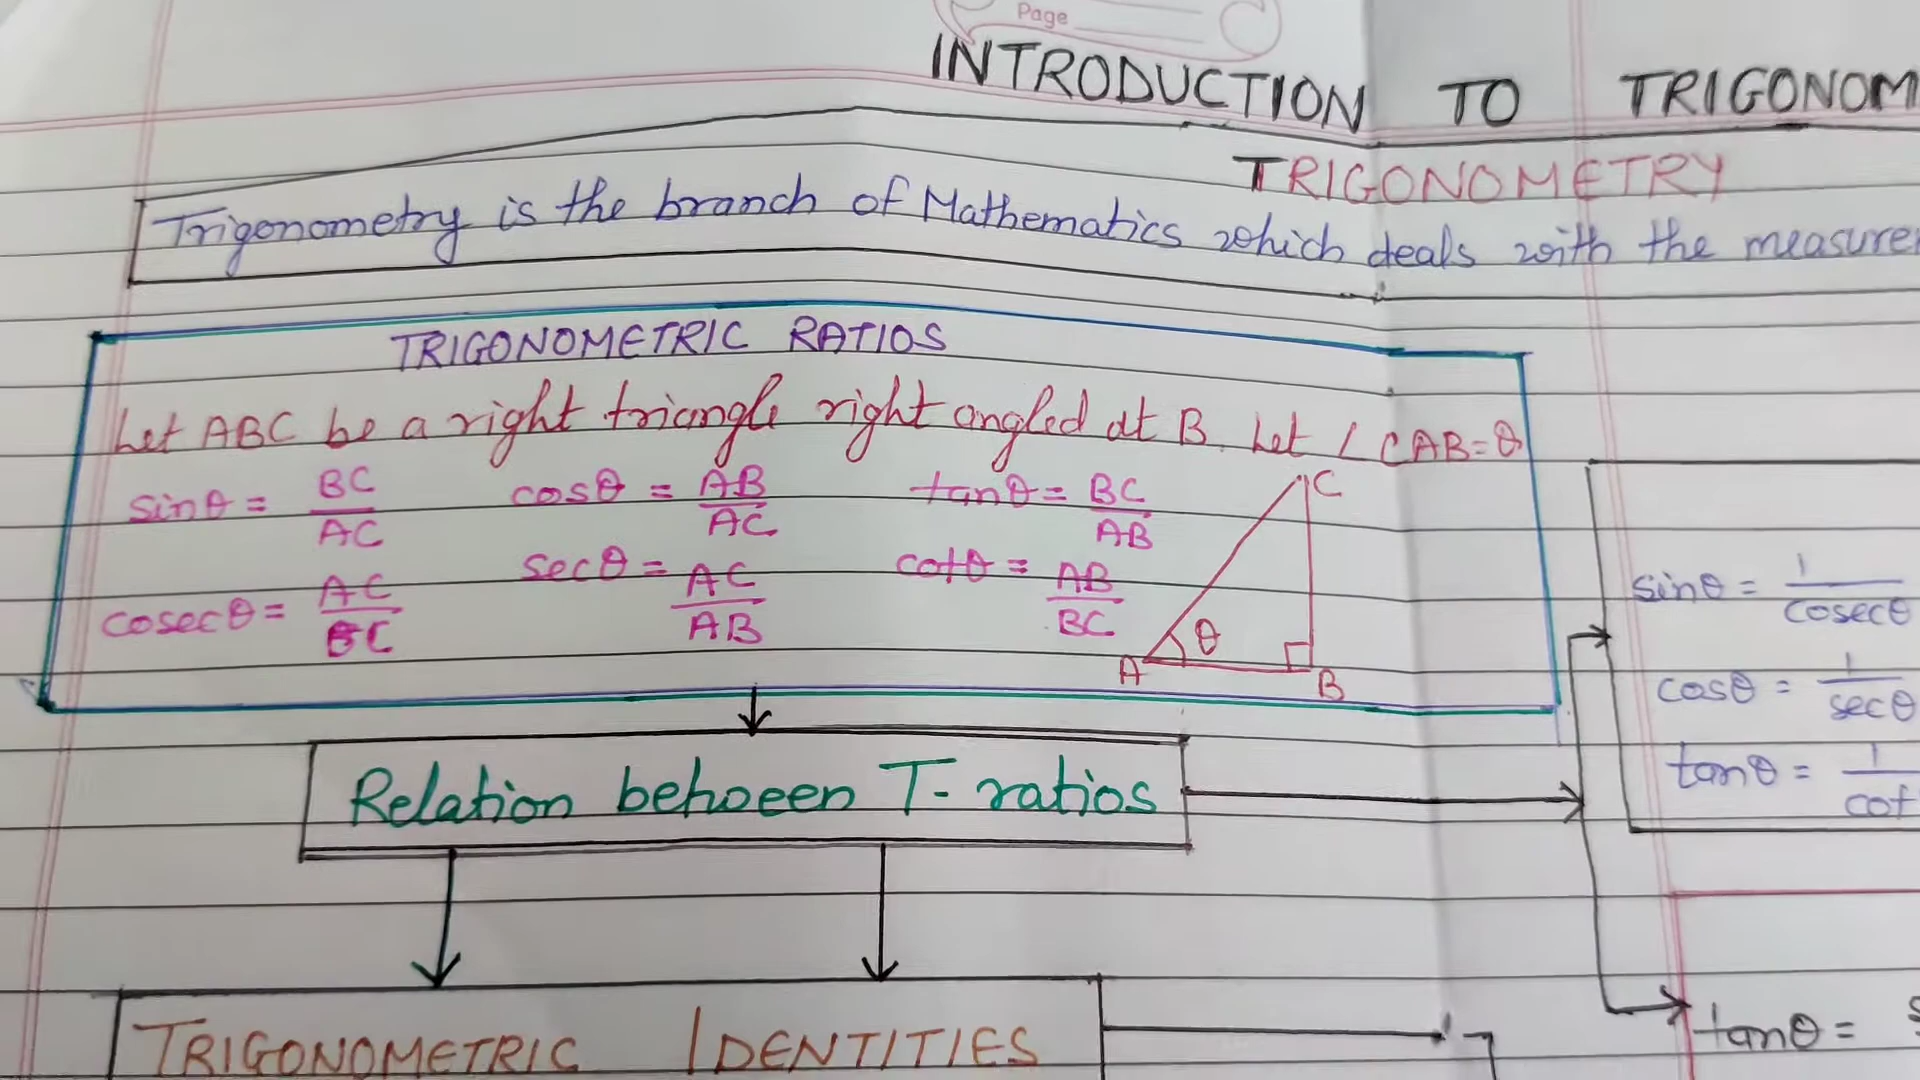 Page
INTRODUCTION TO TRIGONOM
TRIGONOMETRY
Trigonometry is the branch of Mathematics which deals with the measure
TRIGONOMETRIC RATIOS
Let ABC be a right triangle right angled at B. Let ∠CAB=θ
sinθ = BC/AC cosθ = AB/AC tanθ = BC/AB
cosecθ = AC/BC secθ = AC/AB cotθ = AB/BC
C
θ
A B
sinθ = 1/cosecθ
cosθ = 1/secθ
tanθ = 1/cot
Relation between T- ratios
tanθ =
TRIGONOMETRIC IDENTITIES